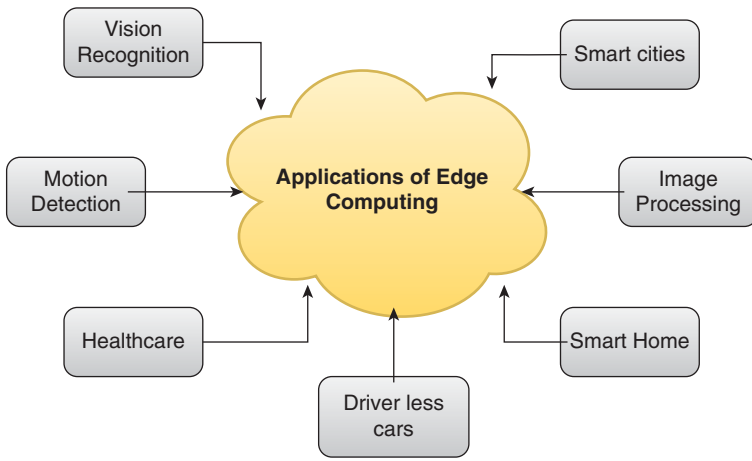 Vision
Recognition
Smart cities
Applications of Edge
Computing
Motion
Detection
Image
Processing
Healthcare
Smart Home
Driver less
cars